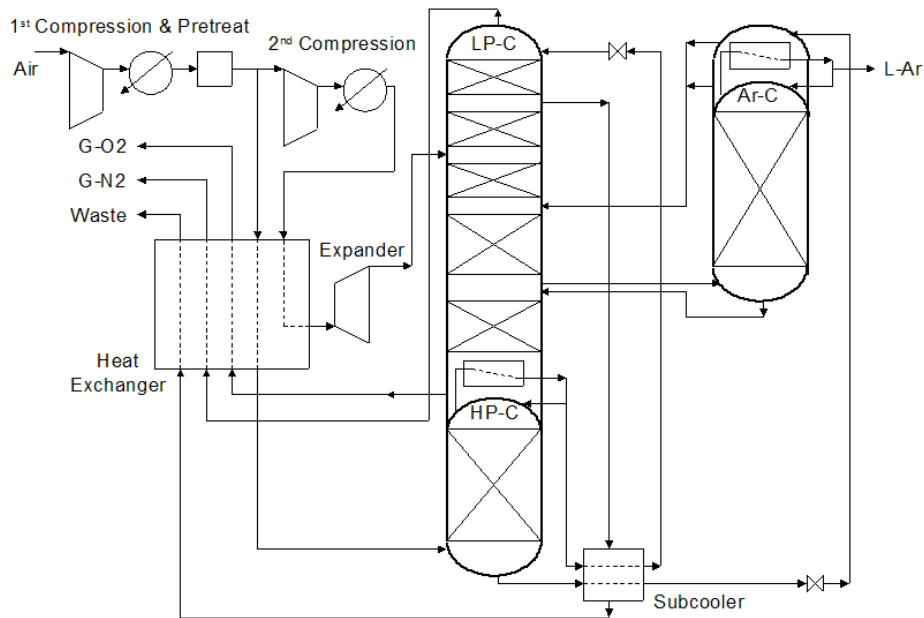 1st Compression & Pretreat
2nd Compression
Air
LP-C
Ar-C
L-Ar
G-O2
G-N2
Waste
Expander
Heat
Exchanger
HP-C
Subcooler